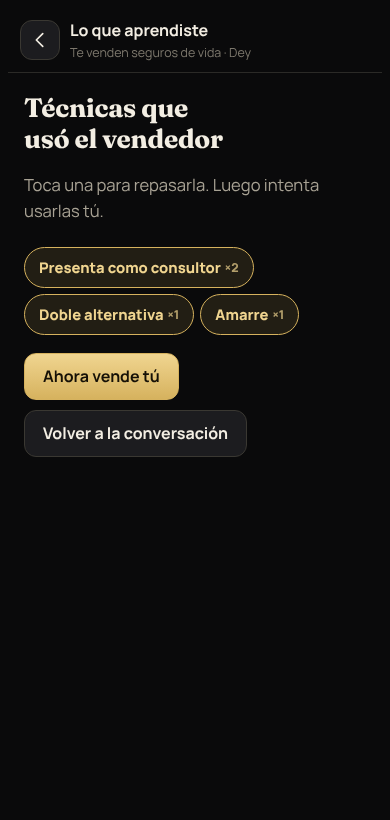 Lo que aprendiste
Te venden seguros de vida · Dey
Técnicas que
usó el vendedor
Toca una para repasarla. Luego intenta
usarlas tú.
Presenta como consultor ×2
Doble alternativa ×1 Amarre ×1
Ahora vende tú
Volver a la conversación